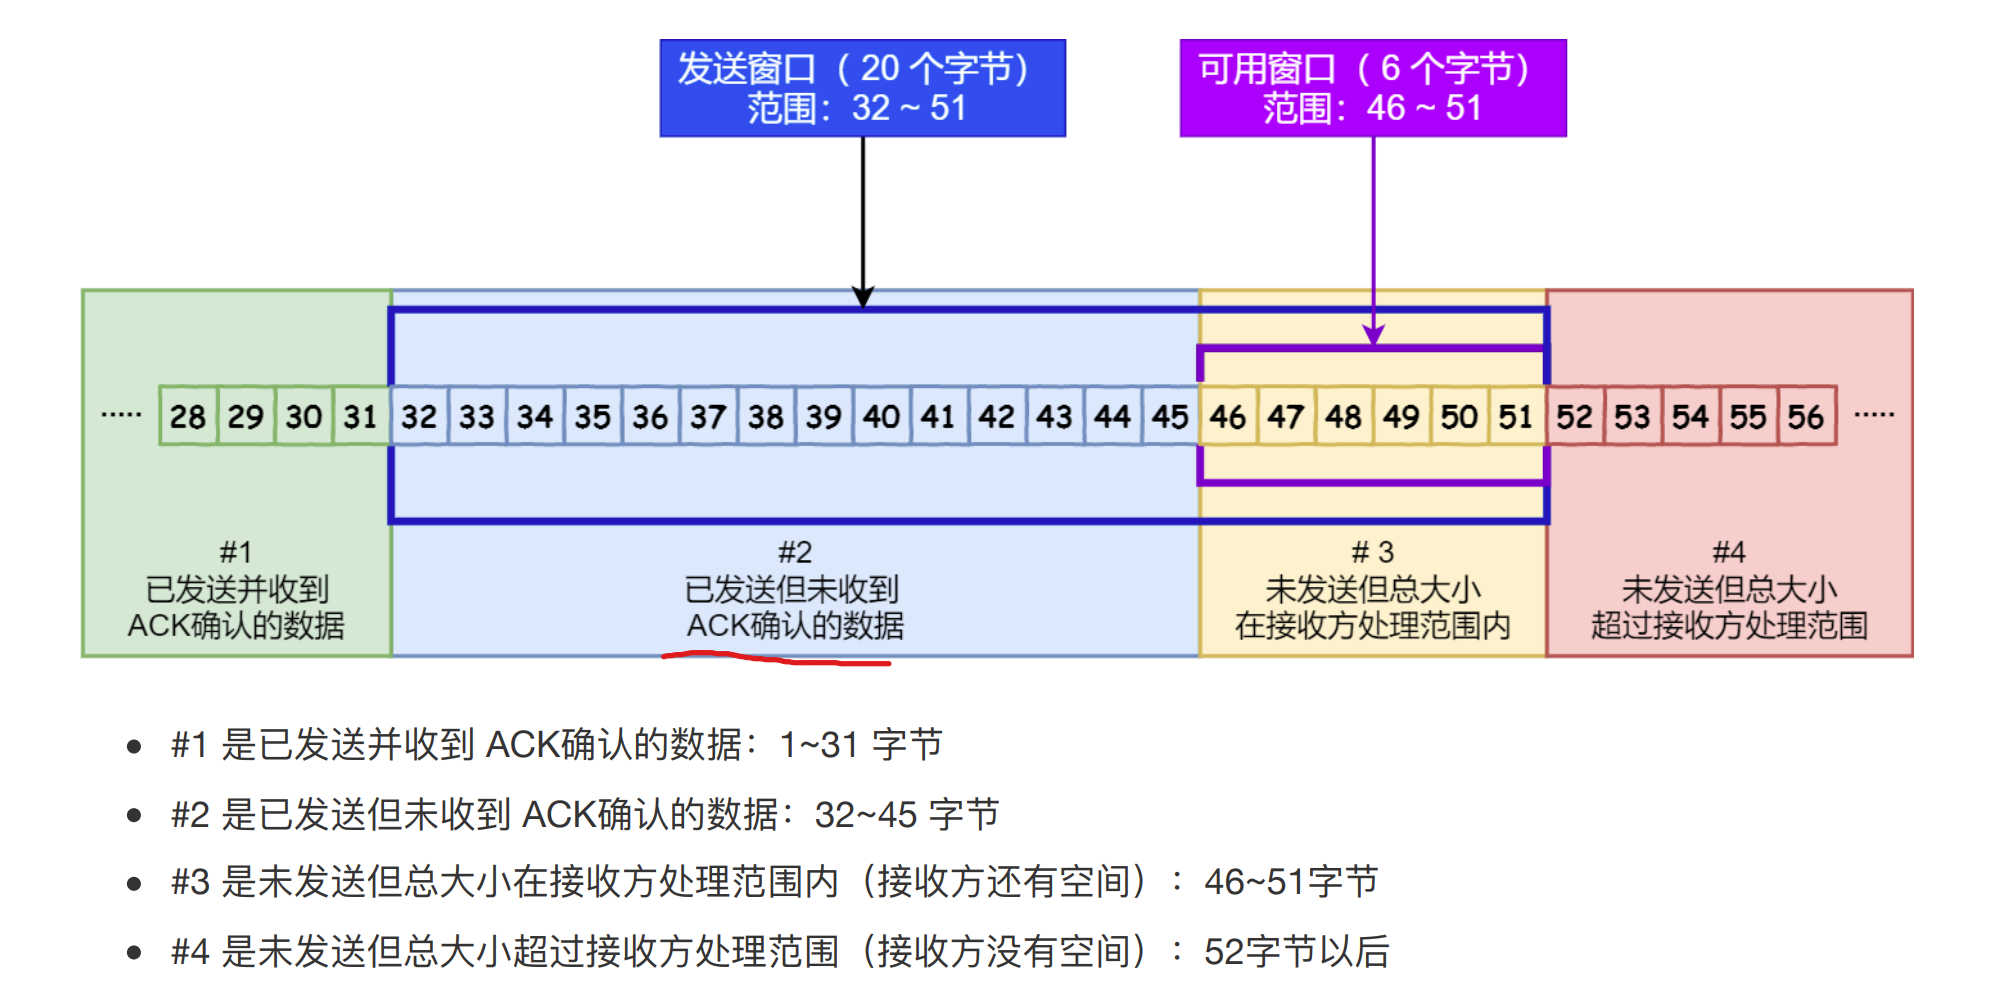 发送窗口（ 20 个字节）
范围：32 ~ 51
可用窗口（ 6 个字节）
范围：46 ~ 51
····· 28 29 30 31 32 33 34 35 36 37 38 39 40 41 42 43 44 45 46 47 48 49 50 51 52 53 54 55 56 ·····
#1
已发送并收到
ACK确认的数据
#2
已发送但未收到
ACK确认的数据
# 3
未发送但总大小
在接收方处理范围内
#4
未发送但总大小
超过接收方处理范围
• #1 是已发送并收到 ACK确认的数据：1~31 字节
• #2 是已发送但未收到 ACK确认的数据：32~45 字节
• #3 是未发送但总大小在接收方处理范围内（接收方还有空间）：46~51字节
• #4 是未发送但总大小超过接收方处理范围（接收方没有空间）：52字节以后